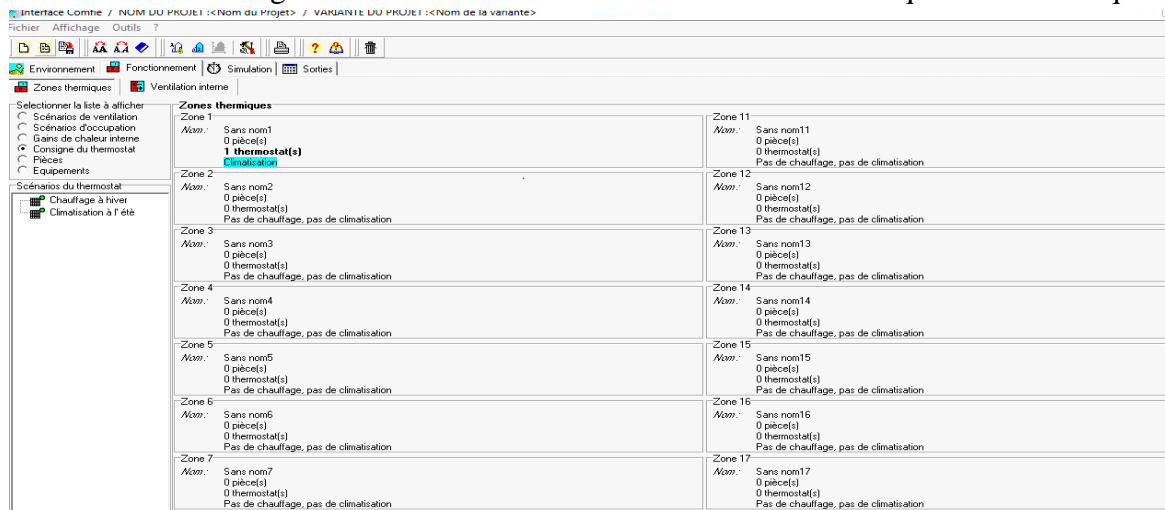 Interface Comfie / NOM DU PROJET :<Nom du Projet> / VARIANTE DU PROJET :<Nom de la variante>
Fichier Affichage Outils ?
Environnement Fonctionnement Simulation Sorties
Zones thermiques Ventilation interne
Selectionner la liste à afficher
Scénarios de ventilation
Scénarios d'occupation
Gains de chaleur interne
Consigne du thermostat
Pièces
Equipements
Scénarios du thermostat
Chauffage à hiver
Climatisation à l' étè
Zones thermiques
Zone 1
Nom : Sans nom1
0 pièce(s)
1 thermostat(s)
Climatisation
Zone 2
Nom : Sans nom2
0 pièce(s)
0 thermostat(s)
Pas de chauffage, pas de climatisation
Zone 3
Nom : Sans nom3
0 pièce(s)
0 thermostat(s)
Pas de chauffage, pas de climatisation
Zone 4
Nom : Sans nom4
0 pièce(s)
0 thermostat(s)
Pas de chauffage, pas de climatisation
Zone 5
Nom : Sans nom5
0 pièce(s)
0 thermostat(s)
Pas de chauffage, pas de climatisation
Zone 6
Nom : Sans nom6
0 pièce(s)
0 thermostat(s)
Pas de chauffage, pas de climatisation
Zone 7
Nom : Sans nom7
0 pièce(s)
0 thermostat(s)
Pas de chauffage, pas de climatisation
Zone 11
Nom : Sans nom11
0 pièce(s)
0 thermostat(s)
Pas de chauffage, pas de climatisation
Zone 12
Nom : Sans nom12
0 pièce(s)
0 thermostat(s)
Pas de chauffage, pas de climatisation
Zone 13
Nom : Sans nom13
0 pièce(s)
0 thermostat(s)
Pas de chauffage, pas de climatisation
Zone 14
Nom : Sans nom14
0 pièce(s)
0 thermostat(s)
Pas de chauffage, pas de climatisation
Zone 15
Nom : Sans nom15
0 pièce(s)
0 thermostat(s)
Pas de chauffage, pas de climatisation
Zone 16
Nom : Sans nom16
0 pièce(s)
0 thermostat(s)
Pas de chauffage, pas de climatisation
Zone 17
Nom : Sans nom17
0 pièce(s)
0 thermostat(s)
Pas de chauffage, pas de climatisation